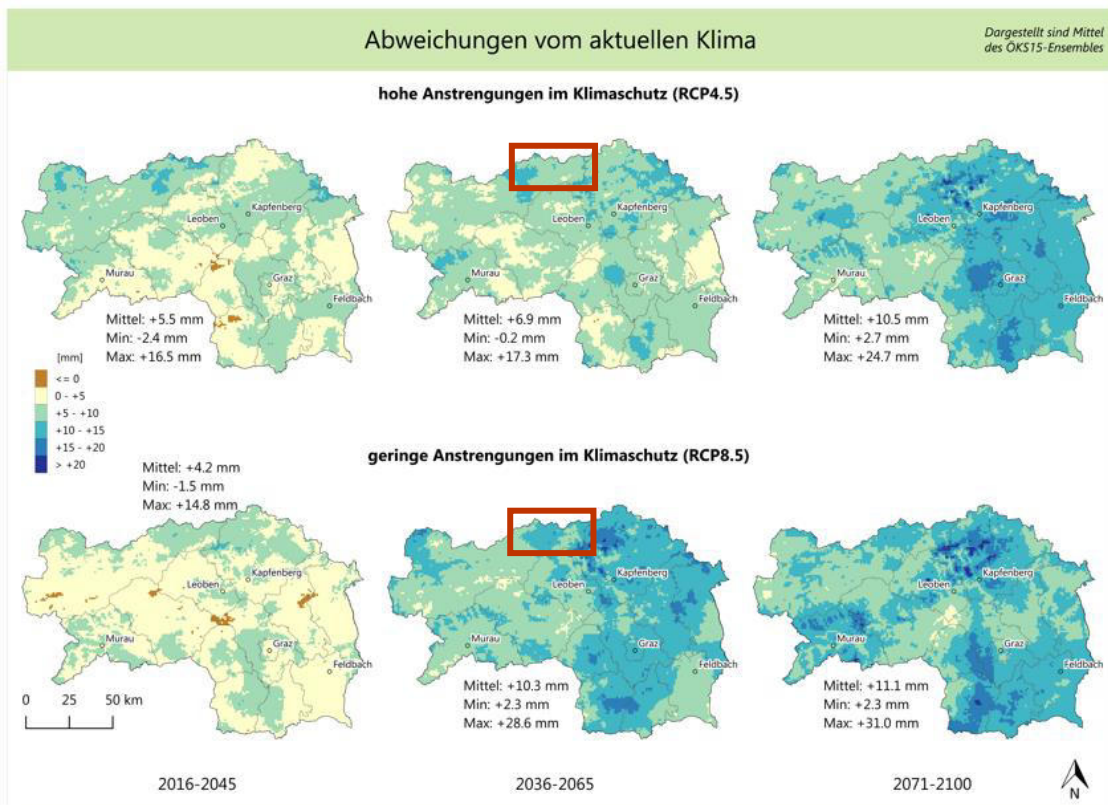 Abweichungen vom aktuellen Klima
Dargestellt sind Mittel
des ÖKS15-Ensembles
hohe Anstrengungen im Klimaschutz (RCP4.5)
Leoben
Kapfenberg
Murau
Graz
Feldbach
Mittel: +5.5 mm
Min: -2.4 mm
Max: +16.5 mm
Leoben
Kapfenberg
Murau
Graz
Feldbach
Mittel: +6.9 mm
Min: -0.2 mm
Max: +17.3 mm
Leoben
Kapfenberg
Murau
Graz
Feldbach
Mittel: +10.5 mm
Min: +2.7 mm
Max: +24.7 mm
[mm]
<= 0
0 - +5
+5 - +10
+10 - +15
+15 - +20
> +20
geringe Anstrengungen im Klimaschutz (RCP8.5)
Mittel: +4.2 mm
Min: -1.5 mm
Max: +14.8 mm
Leoben
Kapfenberg
Murau
Graz
Feldbach
0 25 50 km
Leoben
Kapfenberg
Murau
Graz
Feldbach
Mittel: +10.3 mm
Min: +2.3 mm
Max: +28.6 mm
Leoben
Kapfenberg
Murau
Graz
Feldbach
Mittel: +11.1 mm
Min: +2.3 mm
Max: +31.0 mm
2016-2045
2036-2065
2071-2100
N